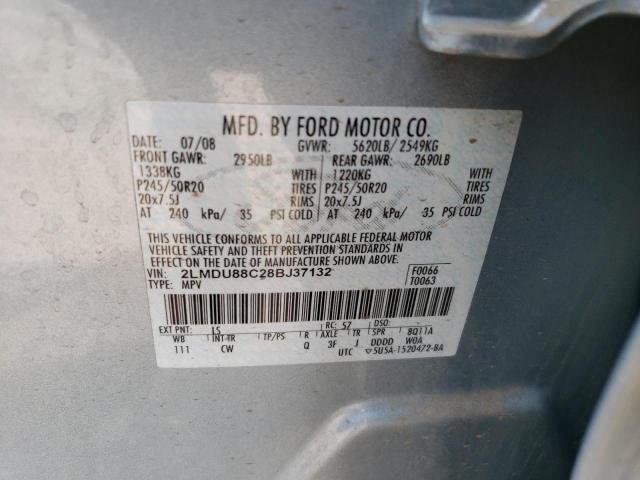 MFD. BY FORD MOTOR CO.
DATE: 07/08 GVWR: 5620LB/ 2549KG
FRONT GAWR: 2950LB REAR GAWR: 2690LB
1338KG WITH 1220KG WITH
P245/50R20 TIRES P245/50R20 TIRES
20x7.5J RIMS 20x7.5J RIMS
AT 240 kPa/ 35 PSI COLD AT 240 kPa/ 35 PSI COLD
THIS VEHICLE CONFORMS TO ALL APPLICABLE FEDERAL MOTOR
VEHICLE SAFETY AND THEFT PREVENTION STANDARDS IN
EFFECT ON THE DATE OF MANUFACTURE SHOWN ABOVE.
VIN: 2LMDU88C28BJ37132 F0066
TYPE: MPV T0063
EXT PNT: LS RC: 57 DSO:
WB INT TR TP/PS R AXLE TR SPR 8Q11A
111 CW Q 3F J DDDD W0A
UTC ▽5U5A-1520472-BA